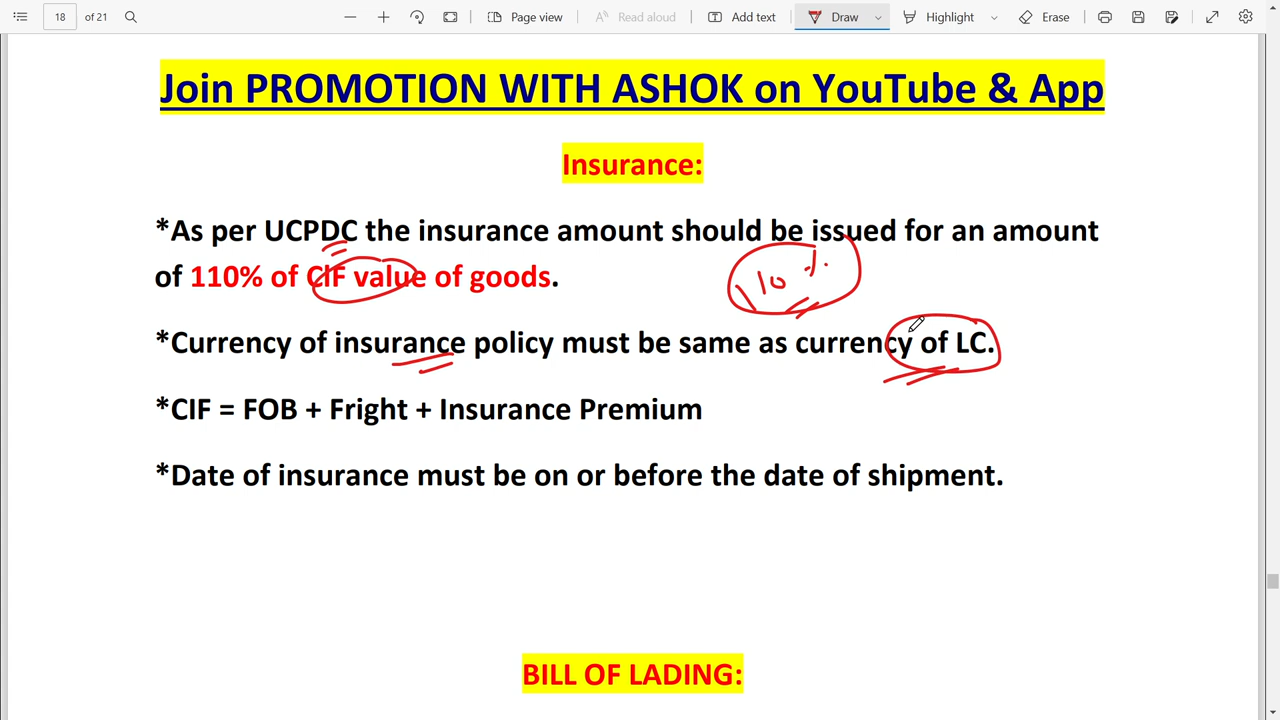 18 of 21 Page view Read aloud Add text Draw Highlight Erase
Join PROMOTION WITH ASHOK on YouTube & App
Insurance:
*As per UCPDC the insurance amount should be issued for an amount
of 110% of CIF value of goods.
110 %.
*Currency of insurance policy must be same as currency of LC.
*CIF = FOB + Fright + Insurance Premium
*Date of insurance must be on or before the date of shipment.
BILL OF LADING: